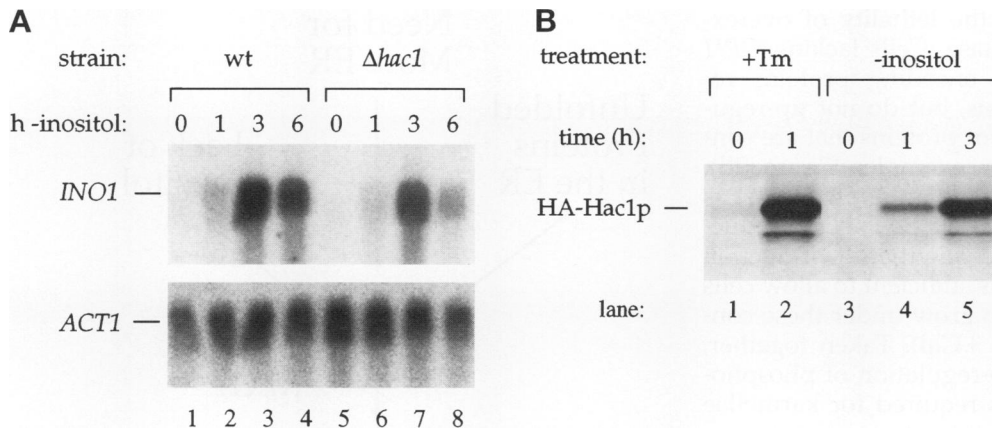 A
strain: wt Δhac1
h -inositol: 0 1 3 6 0 1 3 6
INO1
ACT1
1 2 3 4 5 6 7 8
B
treatment: +Tm -inositol
time (h): 0 1 0 1 3
HA-Hac1p
lane: 1 2 3 4 5